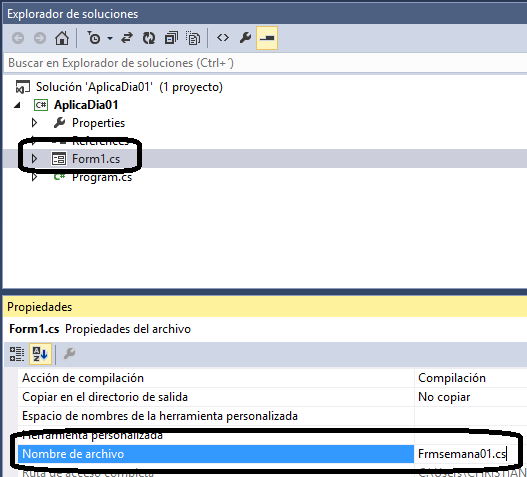 Explorador de soluciones
Buscar en Explorador de soluciones (Ctrl+´)
Solución 'AplicaDia01' (1 proyecto)
AplicaDia01
Properties
References
Form1.cs
Program.cs
Propiedades
Form1.cs Propiedades del archivo
Acción de compilación Compilación
Copiar en el directorio de salida No copiar
Espacio de nombres de la herramienta personalizada
Herramienta personalizada
Nombre de archivo Frmsemana01.cs
Ruta de acceso completa C:\Users\CHRISTIAN